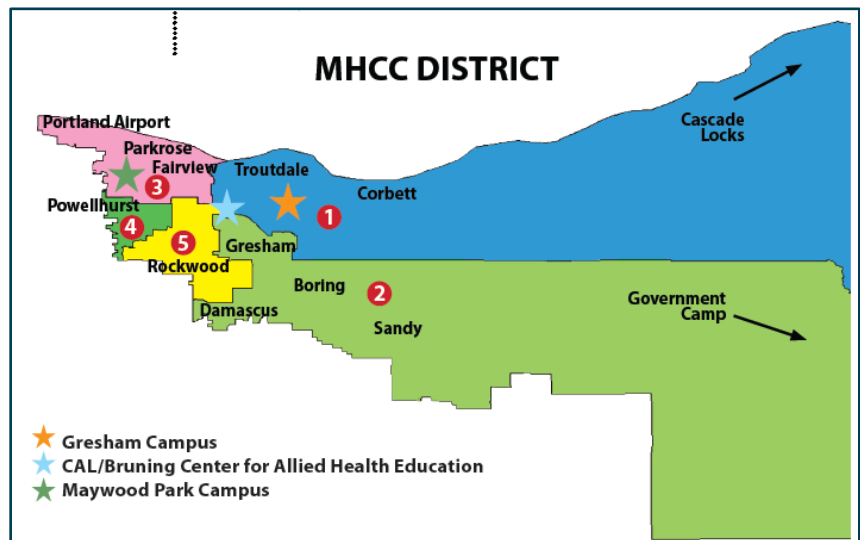 MHCC DISTRICT
Portland Airport
Parkrose
Fairview
Troutdale
Cascade
Locks
Corbett
3
Powellhurst
4
1
5
Gresham
Rockwood
Boring
2
Government
Camp
Damascus
Sandy
Gresham Campus
CAL/Bruning Center for Allied Health Education
Maywood Park Campus